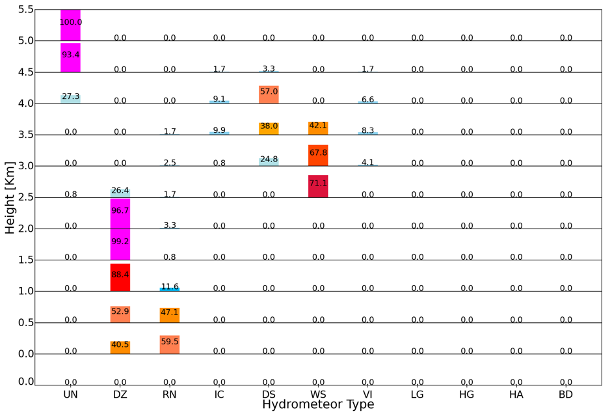 5.5
100.0
5.0 0.0 0.0 0.0 0.0 0.0 0.0 0.0 0.0 0.0 0.0
93.4
4.5 0.0 0.0 1.7 3.3 0.0 1.7 0.0 0.0 0.0 0.0
4.0 27.3 0.0 0.0 9.1 57.0 0.0 6.6 0.0 0.0 0.0 0.0
3.5 0.0 0.0 1.7 9.9 38.0 42.1 8.3 0.0 0.0 0.0 0.0
3.0 0.0 0.0 2.5 0.8 24.8 67.8 4.1 0.0 0.0 0.0 0.0
2.5 0.8 26.4 1.7 0.0 0.0 71.1 0.0 0.0 0.0 0.0 0.0
2.0 0.0 96.7 3.3 0.0 0.0 0.0 0.0 0.0 0.0 0.0 0.0
1.5 0.0 99.2 0.8 0.0 0.0 0.0 0.0 0.0 0.0 0.0 0.0
1.0 0.0 88.4 11.6 0.0 0.0 0.0 0.0 0.0 0.0 0.0 0.0
0.5 0.0 52.9 47.1 0.0 0.0 0.0 0.0 0.0 0.0 0.0 0.0
0.0 0.0 40.5 59.5 0.0 0.0 0.0 0.0 0.0 0.0 0.0 0.0
0.0 0.0 0.0 0.0 0.0 0.0 0.0 0.0 0.0 0.0 0.0 0.0
UN DZ RN IC DS WS VI LG HG HA BD
Hydrometeor Type
Height [Km]